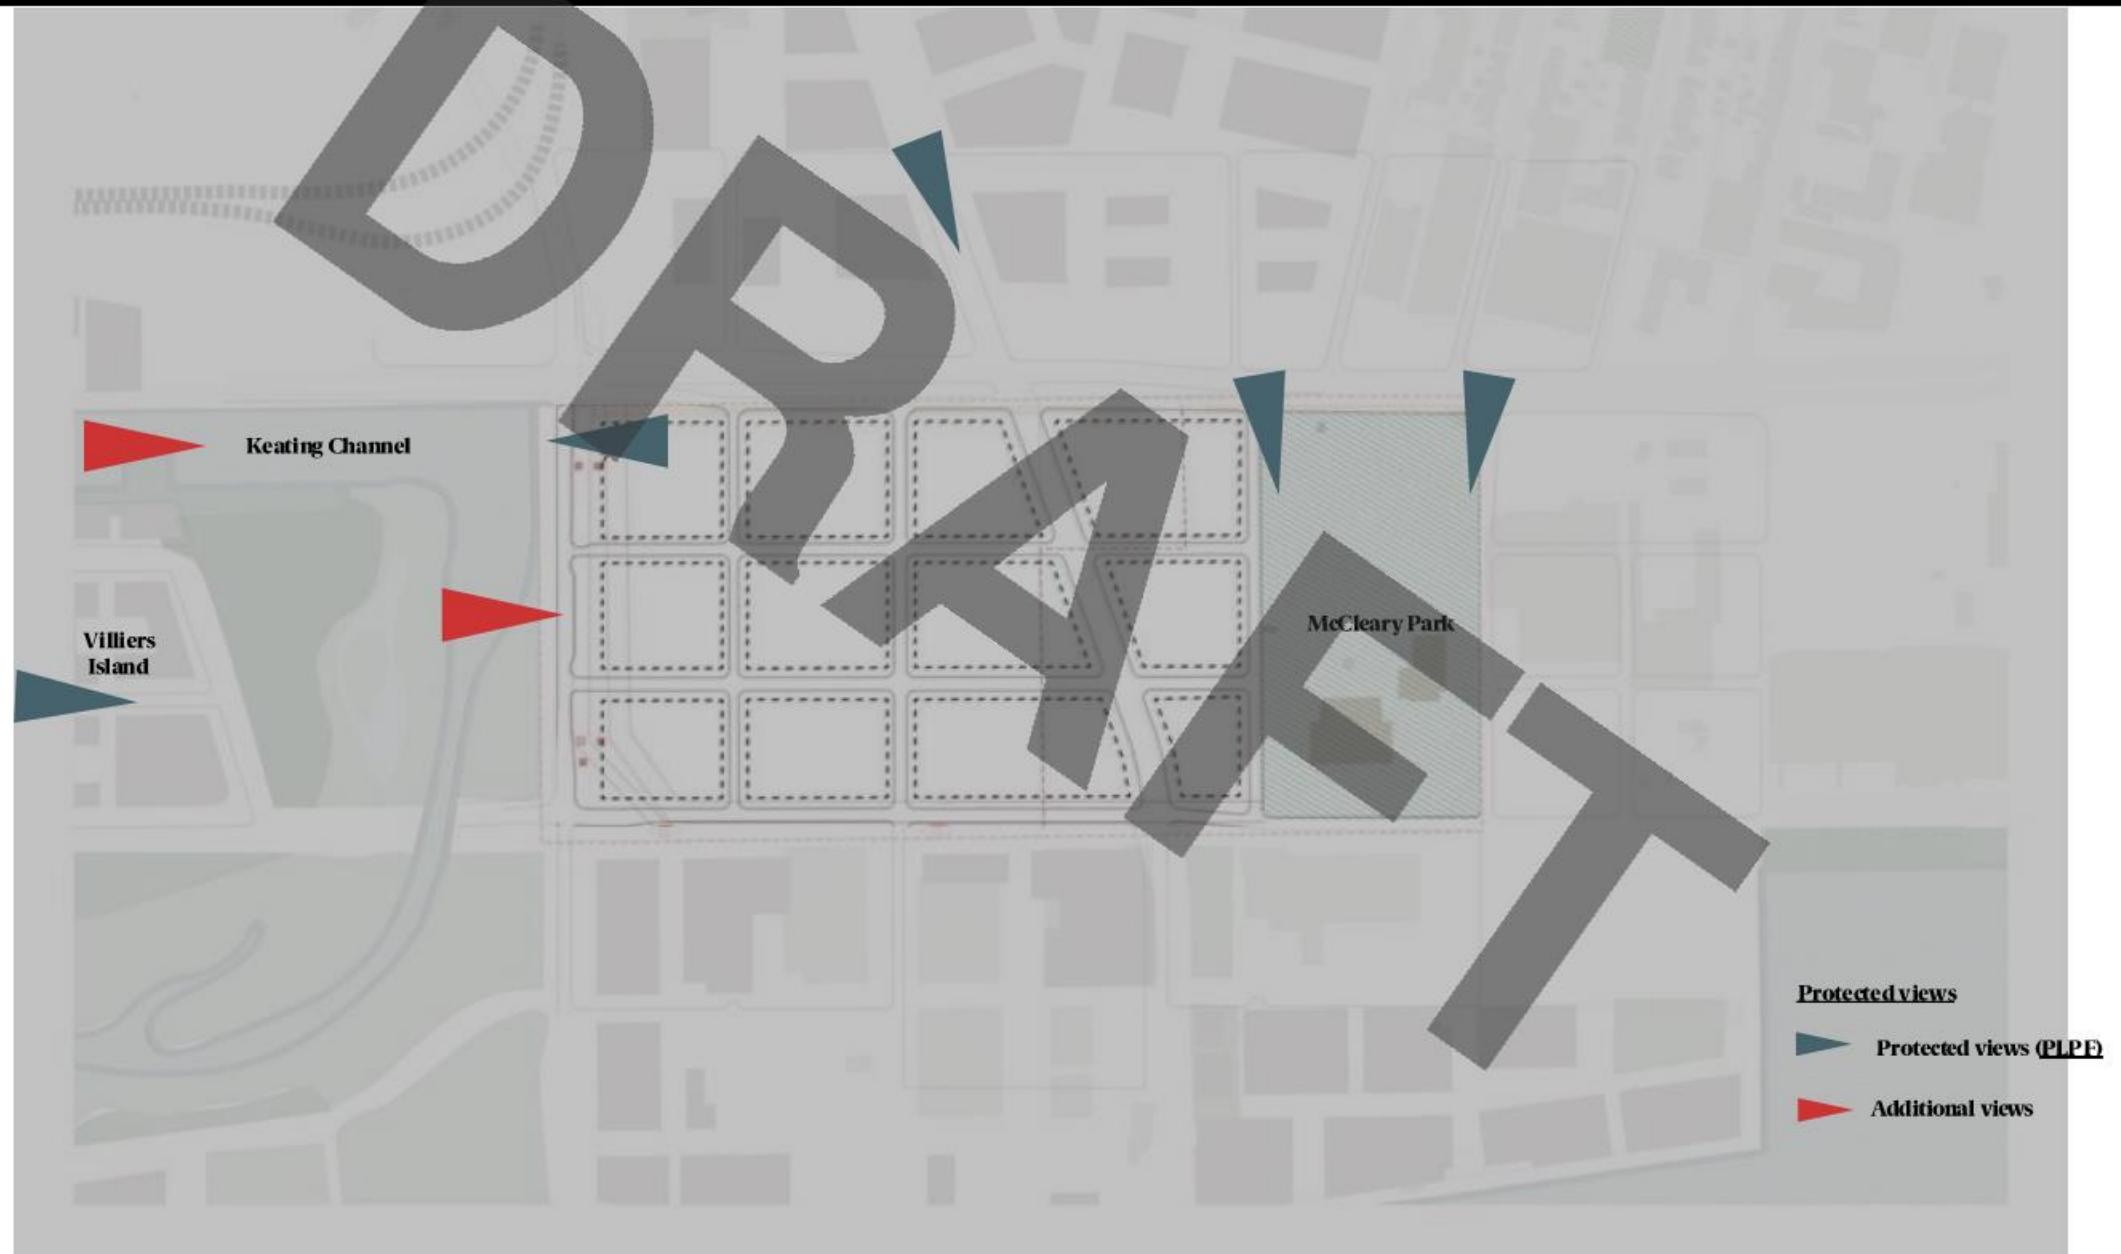 DRAFT
Keating Channel
Villiers
Island
McCleary Park
Protected views
Protected views (PLPF)
Additional views